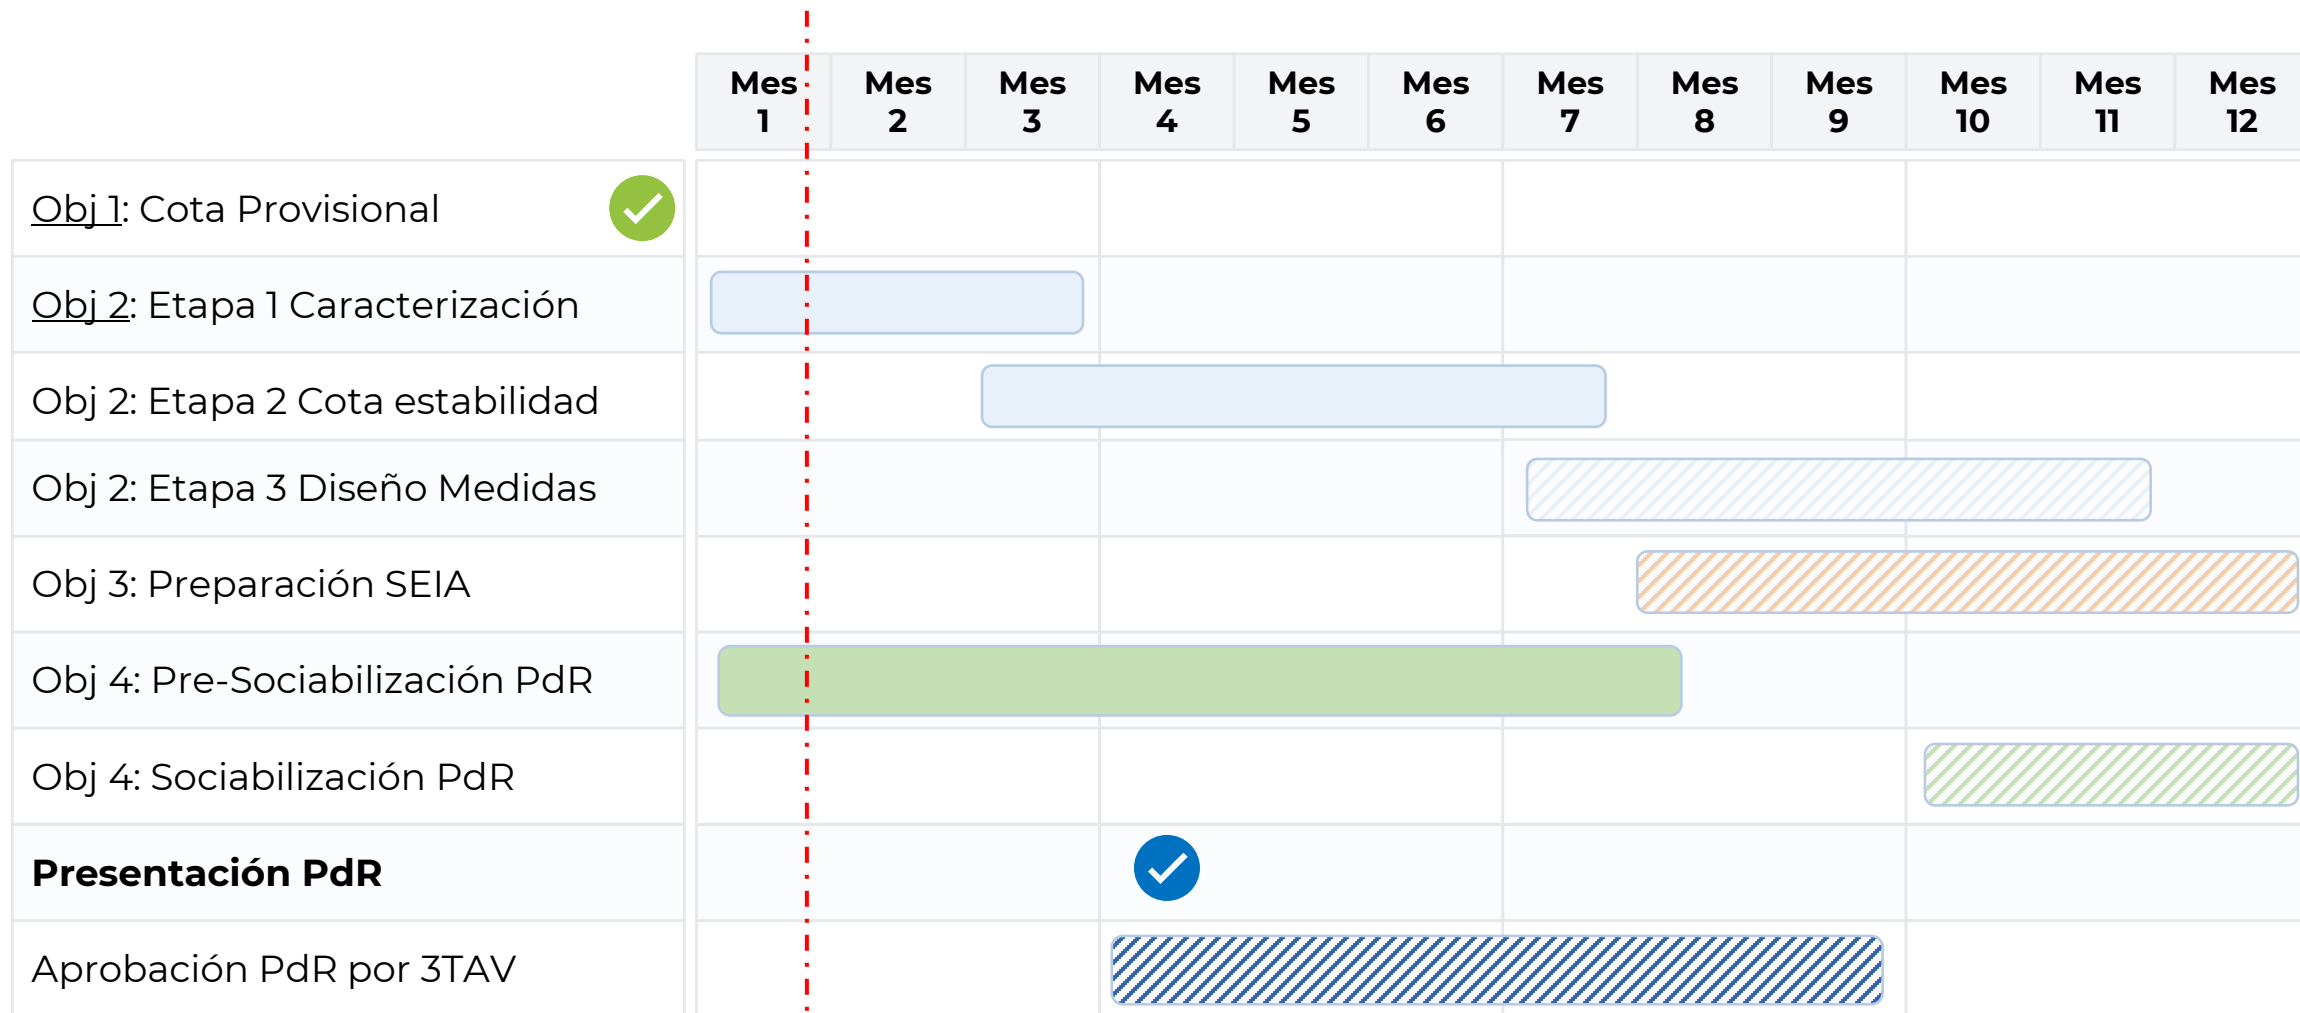 Mes 1
Mes 2
Mes 3
Mes 4
Mes 5
Mes 6
Mes 7
Mes 8
Mes 9
Mes 10
Mes 11
Mes 12
Obj 1: Cota Provisional
Obj 2: Etapa 1 Caracterización
Obj 2: Etapa 2 Cota estabilidad
Obj 2: Etapa 3 Diseño Medidas
Obj 3: Preparación SEIA
Obj 4: Pre-Sociabilización PdR
Obj 4: Sociabilización PdR
Presentación PdR
Aprobación PdR por 3TAV